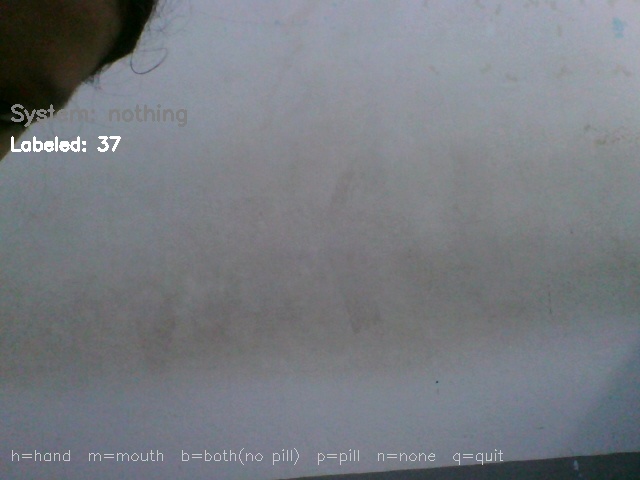 System: nothing
Labeled: 37
h=hand m=mouth b=both(no pill) p=pill n=none q=quit